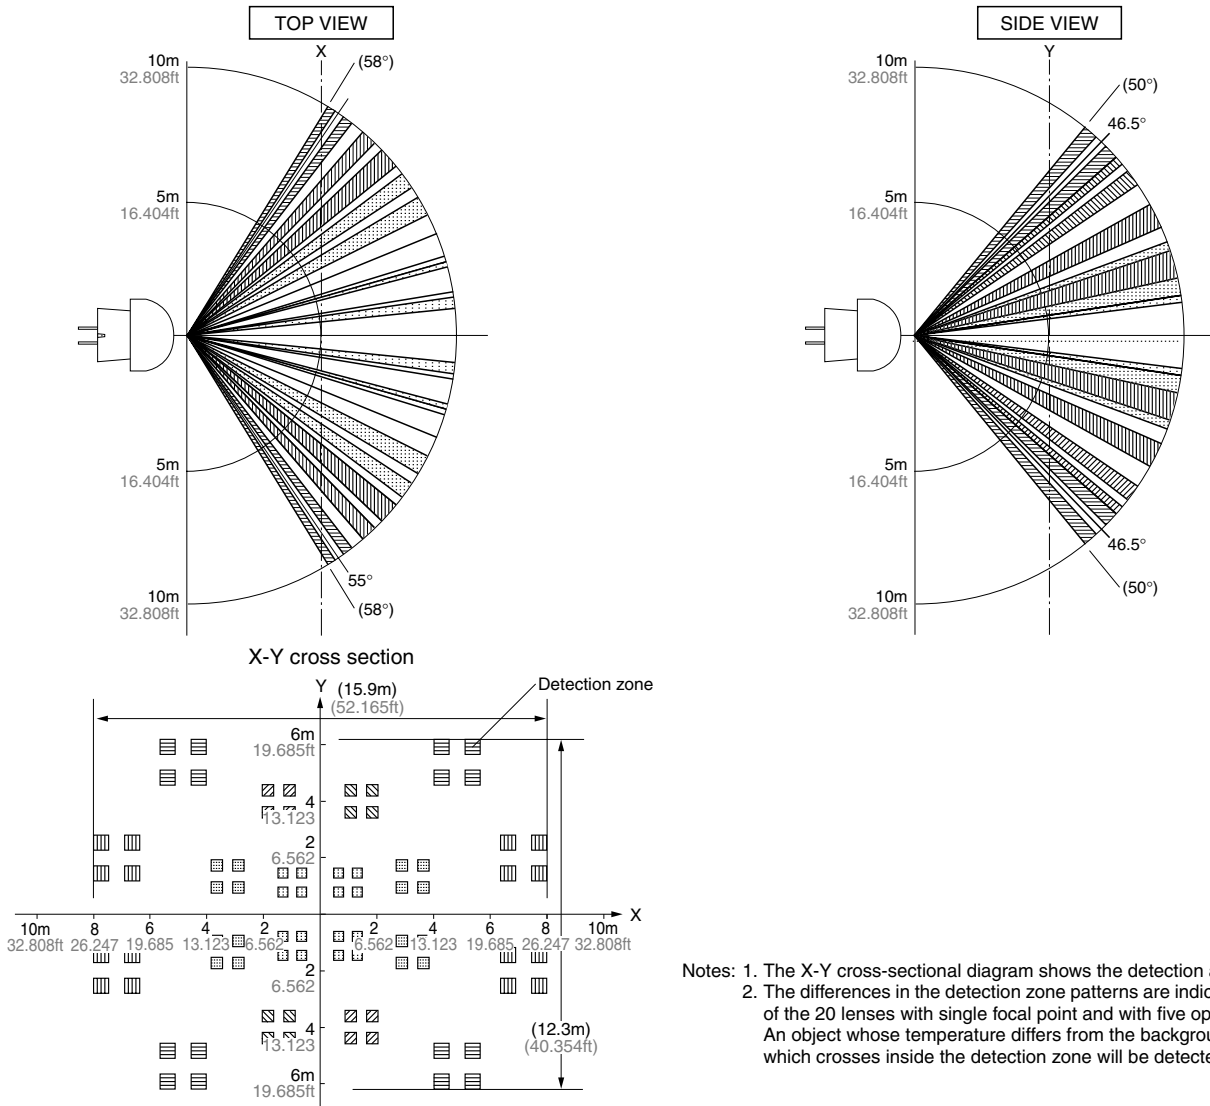 TOP VIEW
X
10m
32.808ft
(58°)
5m
16.404ft
5m
16.404ft
55°
(58°)
10m
32.808ft
SIDE VIEW
Y
10m
32.808ft
(50°)
46.5°
5m
16.404ft
5m
16.404ft
46.5°
(50°)
10m
32.808ft
X-Y cross section
Y
(15.9m)
(52.165ft)
Detection zone
6m
19.685ft
4
13.123
2
6.562
X
10m 8 6 4 2 2 4 6 8 10m
32.808ft 26.247 19.685 13.123 6.562 6.562 13.123 19.685 26.247 32.808ft
2
6.562
4
13.123
(12.3m)
(40.354ft)
6m
19.685ft
Notes: 1. The X-Y cross-sectional diagram shows the detection
2. The differences in the detection zone patterns are indic
of the 20 lenses with single focal point and with five op
An object whose temperature differs from the backgrou
which crosses inside the detection zone will be detecte